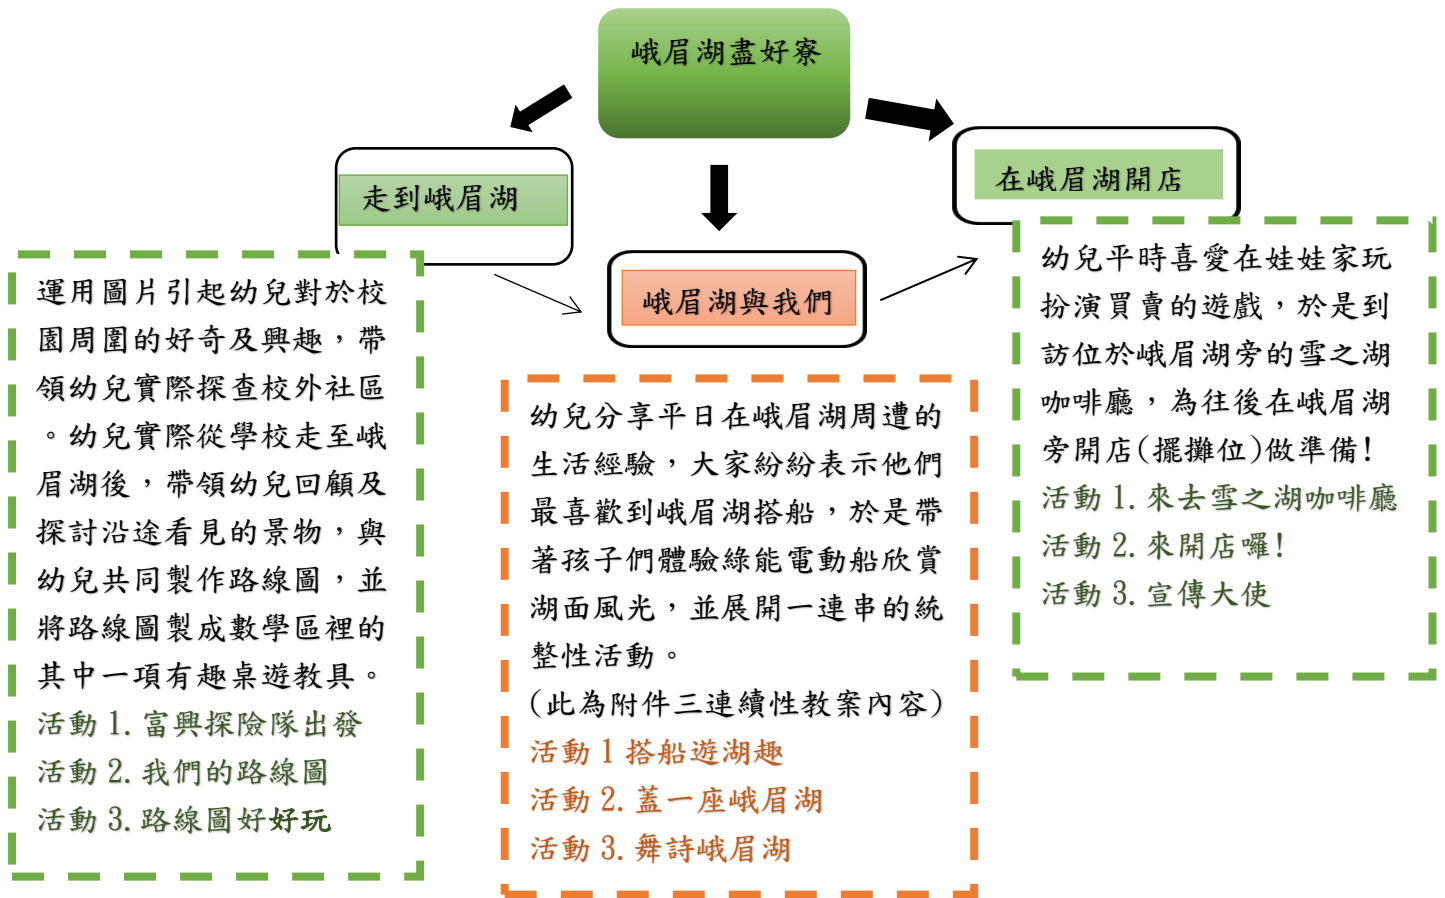 峨眉湖盡好寮
走到峨眉湖
運用圖片引起幼兒對於校
園周圍的好奇及興趣，帶
領幼兒實際探查校外社區
。幼兒實際從學校走至峨
眉湖後，帶領幼兒回顧及
探討沿途看見的景物，與
幼兒共同製作路線圖，並
將路線圖製成數學區裡的
其中一項有趣桌遊教具。
活動 1.富興探險隊出發
活動 2.我們的路線圖
活動 3.路線圖好好玩
峨眉湖與我們
幼兒分享平日在峨眉湖周遭的
生活經驗，大家紛紛表示他們
最喜歡到峨眉湖搭船，於是帶
著孩子們體驗綠能電動船欣賞
湖面風光，並展開一連串的統
整性活動。
(此為附件三連續性教案內容)
活動 1 搭船遊湖趣
活動 2.蓋一座峨眉湖
活動 3.舞詩峨眉湖
在峨眉湖開店
幼兒平時喜愛在娃娃家玩
扮演買賣的遊戲，於是到
訪位於峨眉湖旁的雪之湖
咖啡廳，為往後在峨眉湖
旁開店(擺攤位)做準備!
活動 1.來去雪之湖咖啡廳
活動 2.來開店囉!
活動 3.宣傳大使